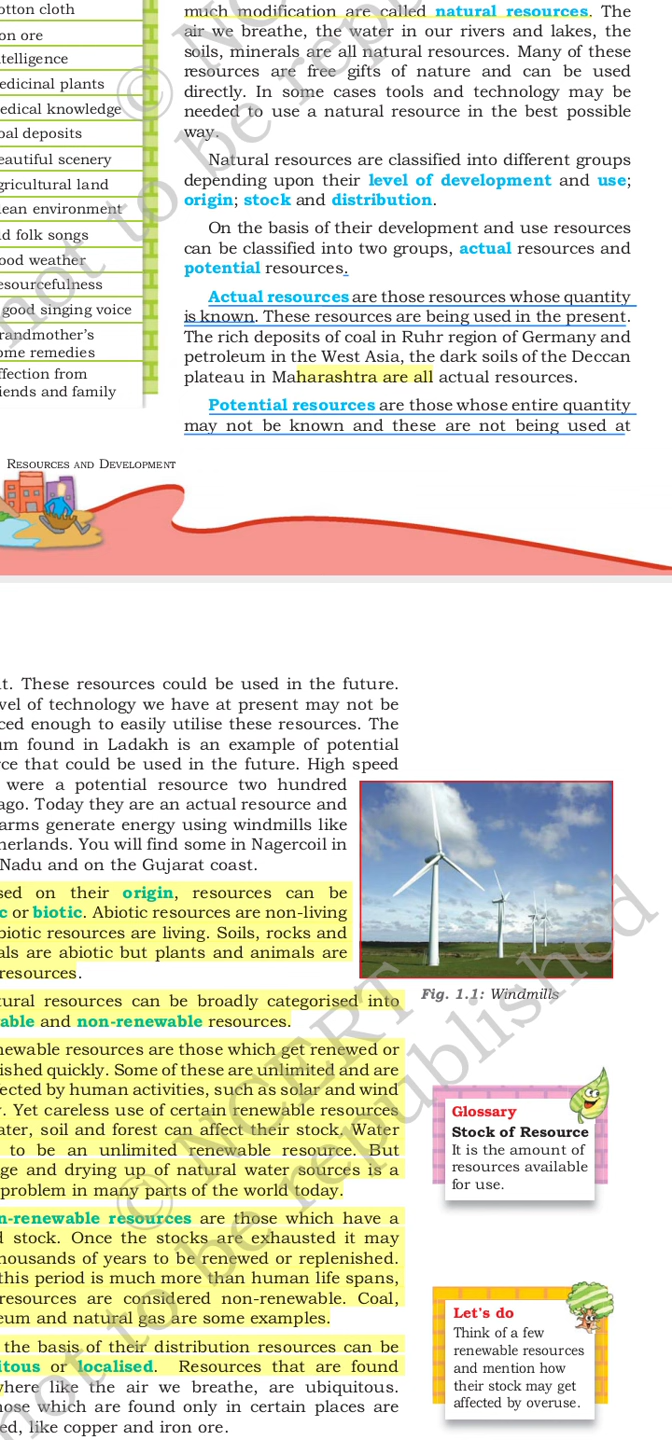 otton cloth
on ore
telligence
edicinal plants
edical knowledge
oal deposits
eautiful scenery
gricultural land
ean environment
d folk songs
ood weather
esourcefulness
good singing voice
randmother's
ome remedies
ffection from
iends and family
much modification are called natural resources. The
air we breathe, the water in our rivers and lakes, the
soils, minerals are all natural resources. Many of these
resources are free gifts of nature and can be used
directly. In some cases tools and technology may be
needed to use a natural resource in the best possible
way.
Natural resources are classified into different groups
depending upon their level of development and use;
origin; stock and distribution.
On the basis of their development and use resources
can be classified into two groups, actual resources and
potential resources.
Actual resources are those resources whose quantity
is known. These resources are being used in the present.
The rich deposits of coal in Ruhr region of Germany and
petroleum in the West Asia, the dark soils of the Deccan
plateau in Maharashtra are all actual resources.
Potential resources are those whose entire quantity
may not be known and these are not being used at
Resources and Development
t. These resources could be used in the future.
vel of technology we have at present may not be
ced enough to easily utilise these resources. The
um found in Ladakh is an example of potential
rce that could be used in the future. High speed
were a potential resource two hundred
ago. Today they are an actual resource and
arms generate energy using windmills like
herlands. You will find some in Nagercoil in
Nadu and on the Gujarat coast.
sed on their origin, resources can be
c or biotic. Abiotic resources are non-living
biotic resources are living. Soils, rocks and
als are abiotic but plants and animals are
resources.
tural resources can be broadly categorised into
able and non-renewable resources.
newable resources are those which get renewed or
ished quickly. Some of these are unlimited and are
fected by human activities, such as solar and wind
y. Yet careless use of certain renewable resources
ater, soil and forest can affect their stock. Water
to be an unlimited renewable resource. But
ge and drying up of natural water sources is a
problem in many parts of the world today.
n-renewable resources are those which have a
d stock. Once the stocks are exhausted it may
housands of years to be renewed or replenished.
this period is much more than human life spans,
resources are considered non-renewable. Coal,
eum and natural gas are some examples.
the basis of their distribution resources can be
itous or localised. Resources that are found
where like the air we breathe, are ubiquitous.
hose which are found only in certain places are
ed, like copper and iron ore.
Fig. 1.1: Windmills
Glossary
Stock of Resource
It is the amount of
resources available
for use.
Let's do
Think of a few
renewable resources
and mention how
their stock may get
affected by overuse.
© NCERT
not to be republished
© NCERT
not to be republished